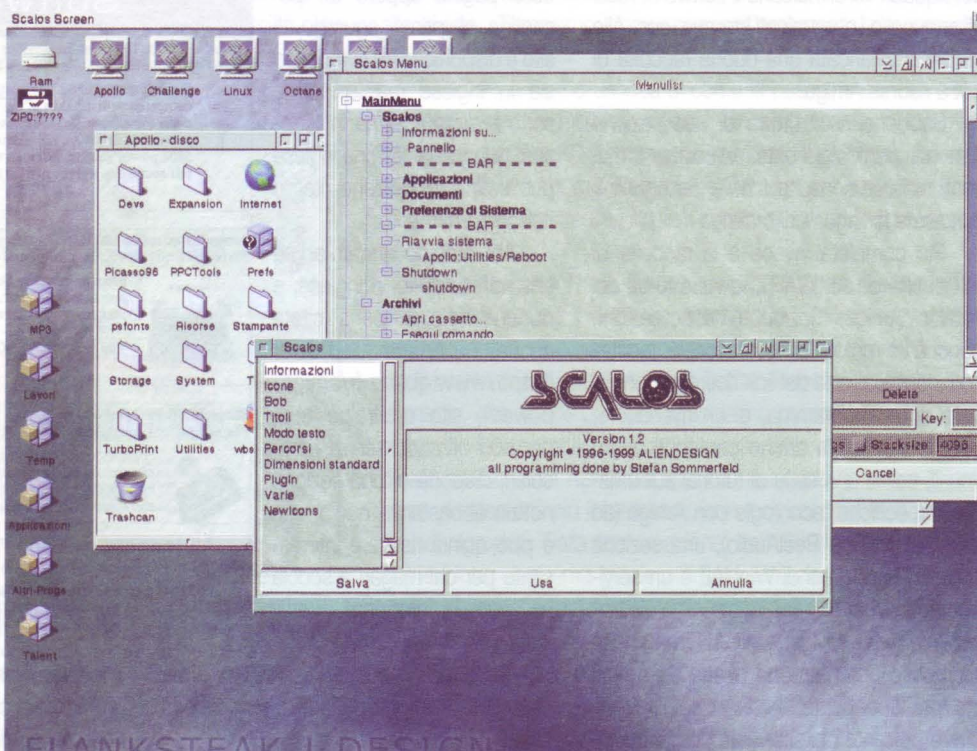 Scalos Screen
Ram
ZIP0:????
Apollo
Challenge
Linux
Octane
Scalos Menu
Menulist
MainMenu
Scalos
Informazioni su...
Pannello
====== BAR ======
Applicazioni
Documenti
Preferenze di Sistema
====== BAR ======
Riavvia sistema
Apollo:Utilities/Reboot
Shutdown
shutdown
Archivi
Apri cassetto...
Esegui comando
Apollo - disco
Devs
Expansion
Internet
Picasso96
PPCTools
Prefs
psfonts
Risorse
Stampante
Storage
System
T
TurboPrint
Utilities
wbs
Trashcan
MP3
Lavori
Temp
Applicazioni
Altri-Progs
Talent
Scalos
Informazioni
Icone
Bob
Titoli
Modo testo
Percorsi
Dimensioni standard
Plugin
Varie
NewIcons
SCALOS
Version 1.2
Copyright © 1996-1999 ALIENDESIGN
all programming done by Stefan Sommerfeld
Salva
Usa
Annulla
Delete
Key:
Stacksize
4096
Cancel
FLANKSTEAK
DESIGN